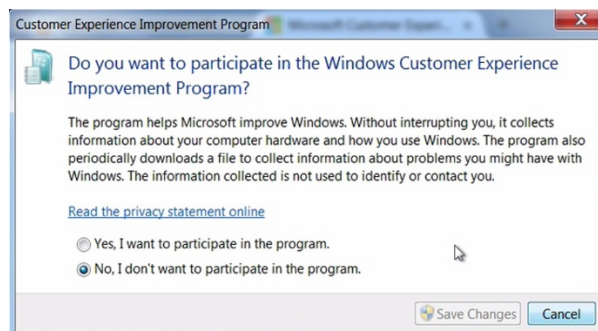 Customer Experience Improvement Program
Microsoft Customer Experi...
Do you want to participate in the Windows Customer Experience
Improvement Program?
The program helps Microsoft improve Windows. Without interrupting you, it collects
information about your computer hardware and how you use Windows. The program also
periodically downloads a file to collect information about problems you might have with
Windows. The information collected is not used to identify or contact you.
Read the privacy statement online
Yes, I want to participate in the program.
No, I don't want to participate in the program.
Save Changes
Cancel